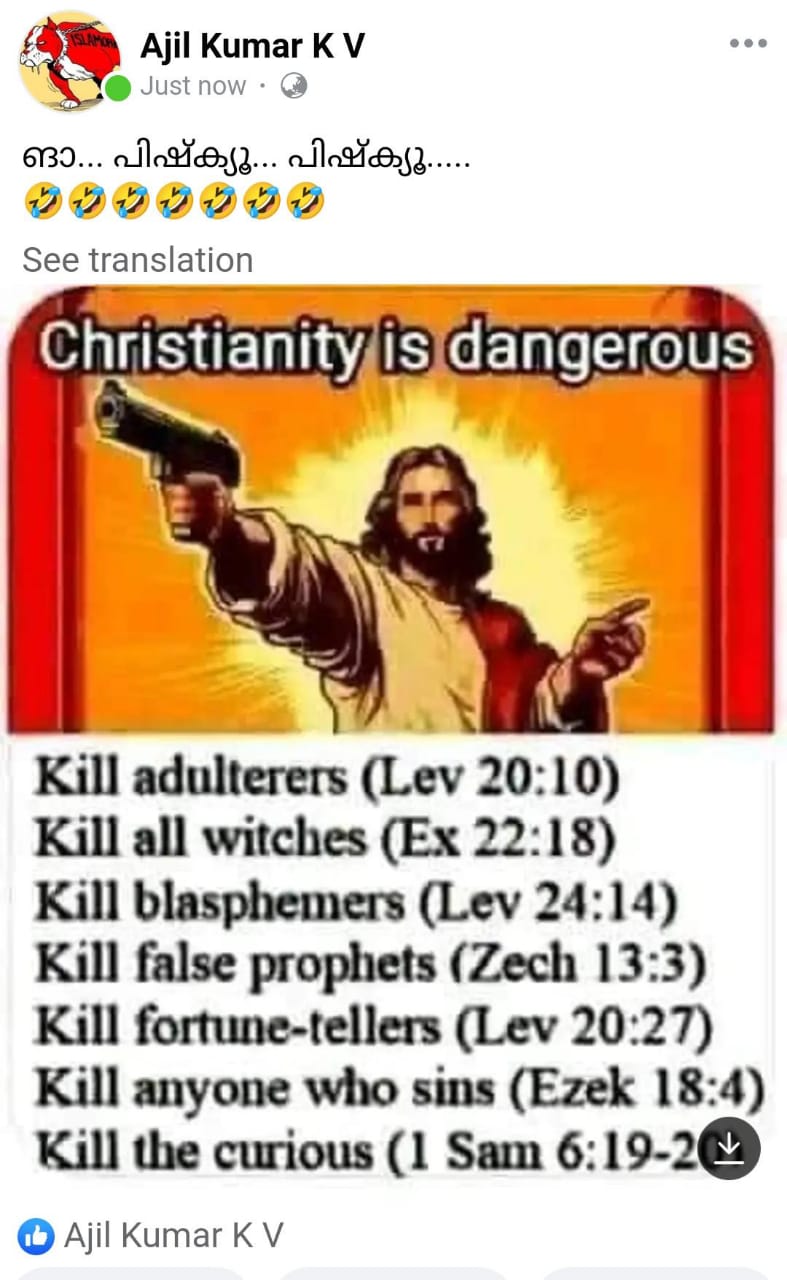 Ajil Kumar K V
Just now ·
ങാ... പിഷ്ക്യൂ... പിഷ്ക്യൂ.....
🤣🤣🤣🤣🤣🤣🤣
See translation
Christianity is dangerous
Kill adulterers (Lev 20:10)
Kill all witches (Ex 22:18)
Kill blasphemers (Lev 24:14)
Kill false prophets (Zech 13:3)
Kill fortune-tellers (Lev 20:27)
Kill anyone who sins (Ezek 18:4)
Kill the curious (1 Sam 6:19-2
Ajil Kumar K V